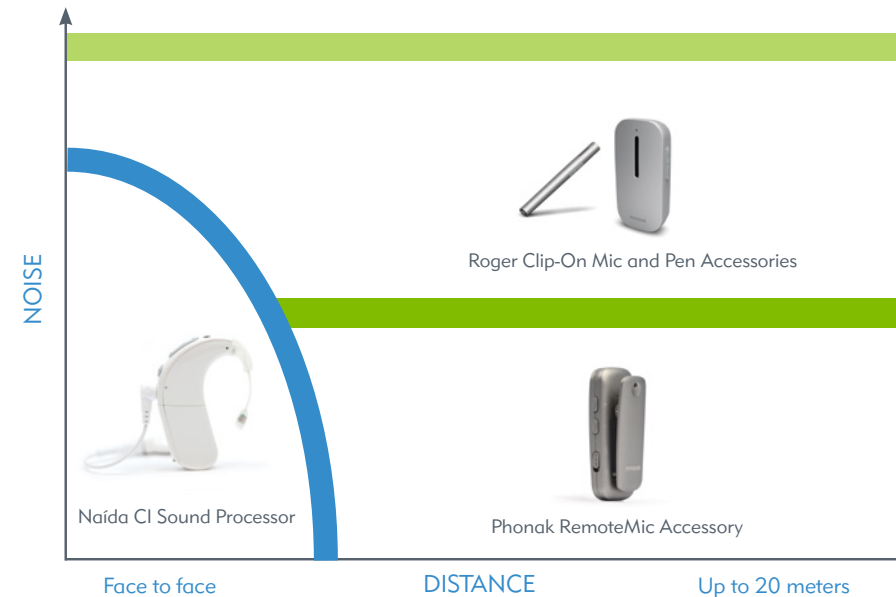 Roger Clip-On Mic and Pen Accessories
NOISE
Naída CI Sound Processor
Phonak RemoteMic Accessory
Face to face
DISTANCE
Up to 20 meters